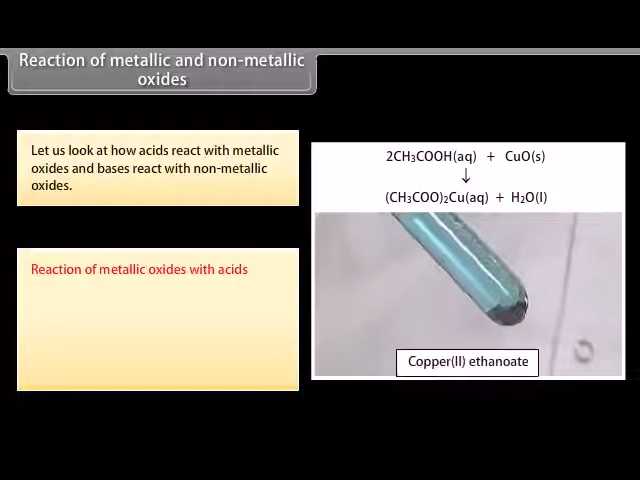 Reaction of metallic and non-metallic
oxides
Let us look at how acids react with metallic
oxides and bases react with non-metallic
oxides.
Reaction of metallic oxides with acids
2CH₃COOH(aq) + CuO(s)
↓
(CH₃COO)₂Cu(aq) + H₂O(l)
Copper(II) ethanoate